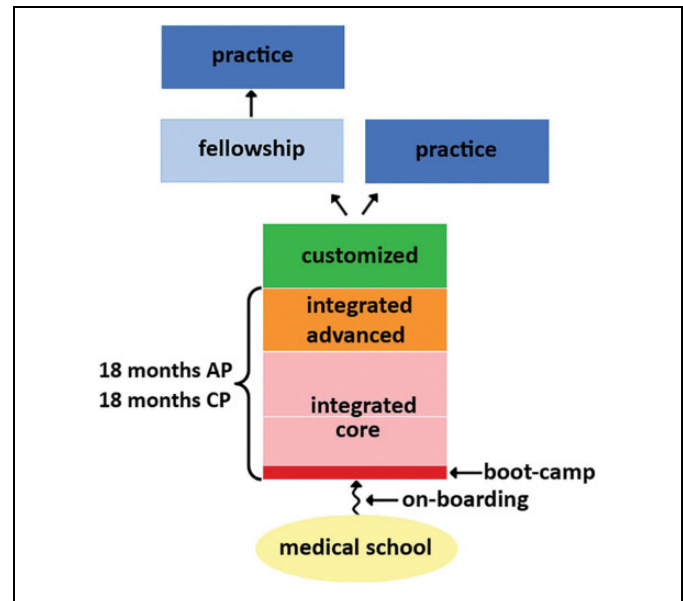 practice
fellowship
practice
customized
integrated
advanced
18 months AP
18 months CP
integrated
core
boot-camp
on-boarding
medical school